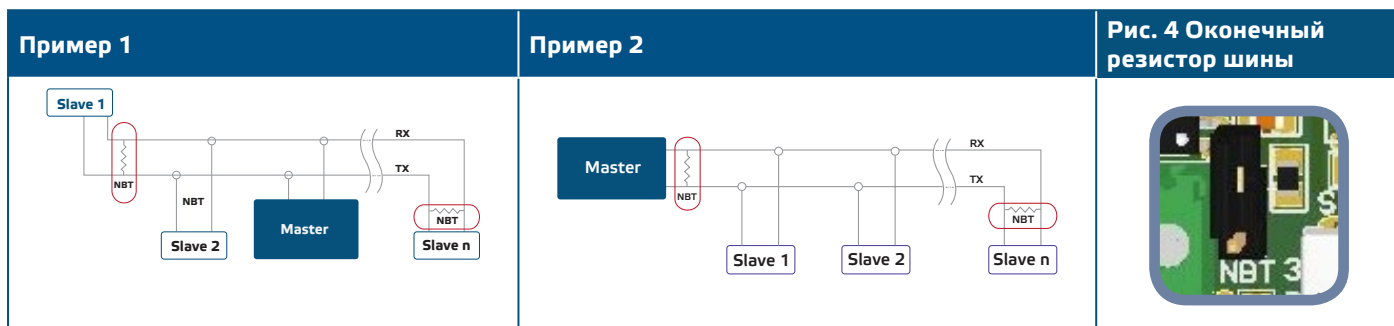 Пример 1
Пример 2
Рис. 4 Оконечный
резистор шины
Slave 1
RX
TX
NBT
NBT
NBT
Slave 2
Master
Slave n
Master
RX
TX
NBT
NBT
Slave 1
Slave 2
Slave n
NBT 3